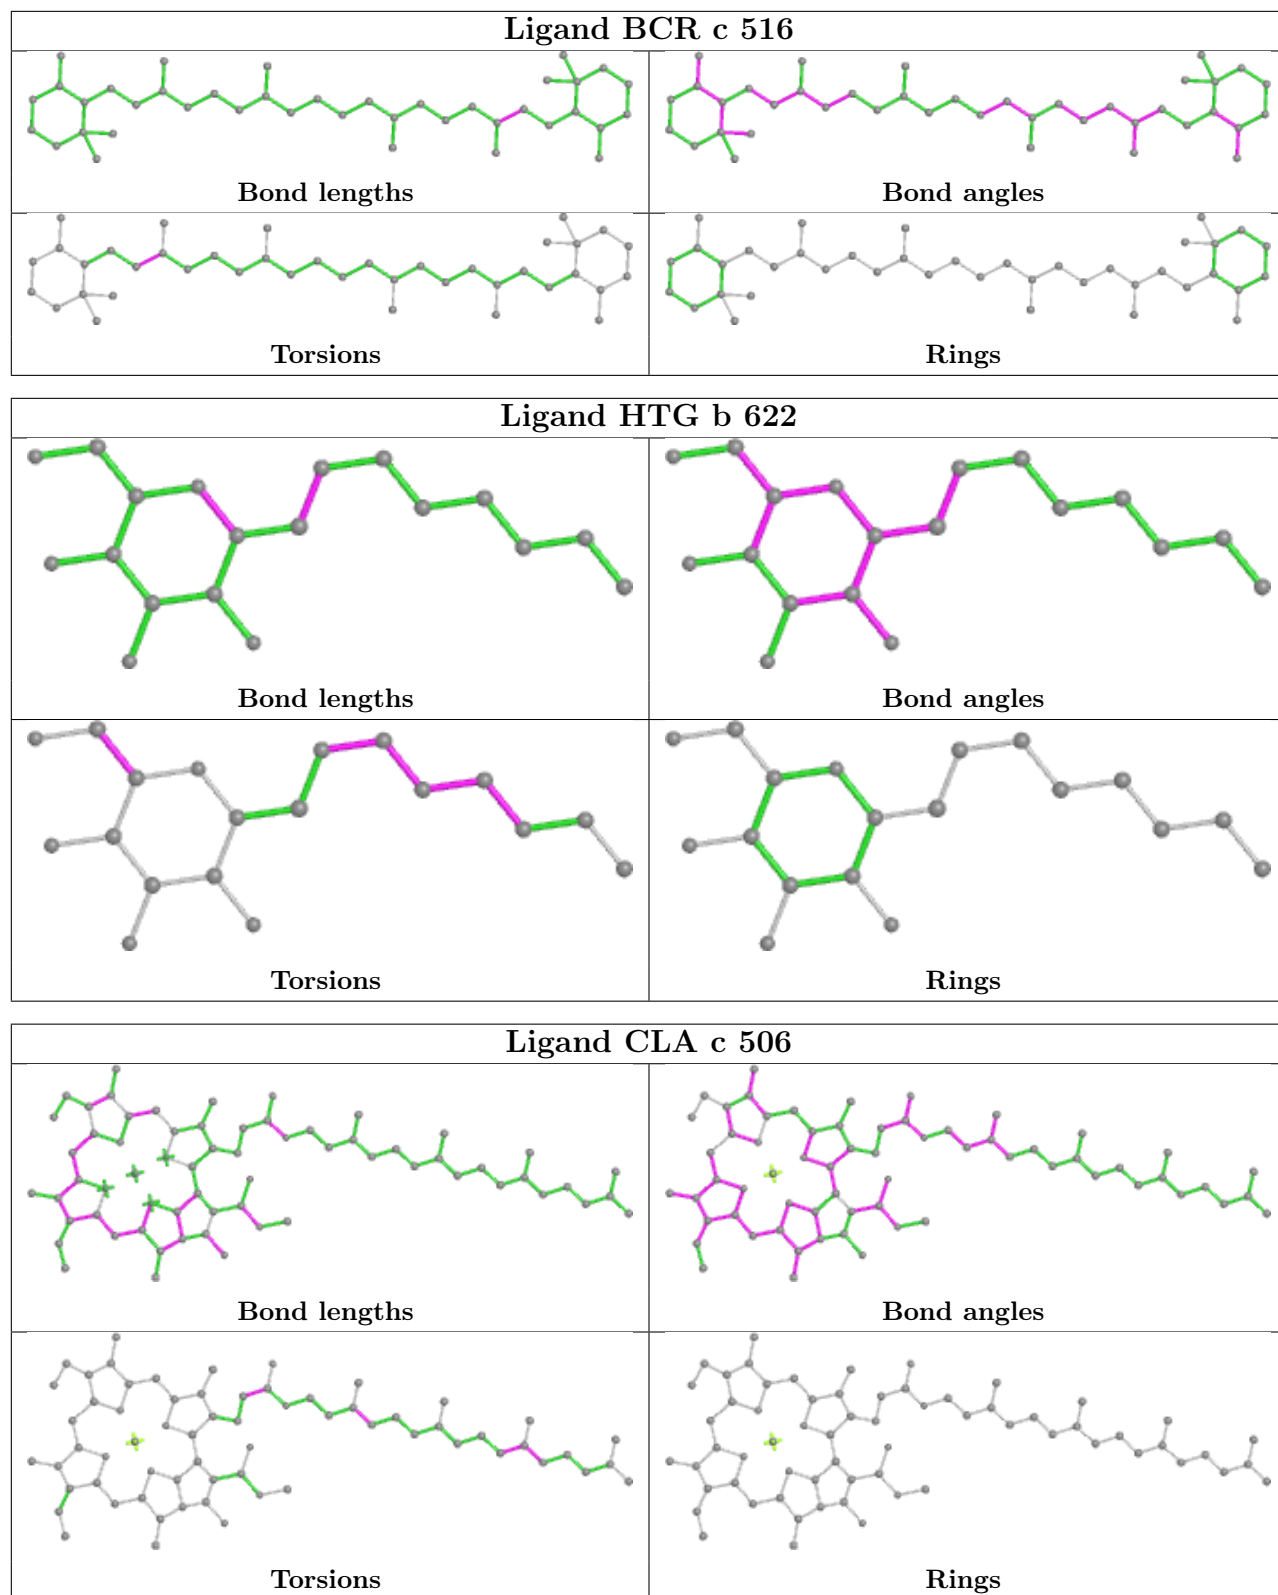 Ligand BCR c 516
Bond lengths
Bond angles
Torsions
Rings
Ligand HTG b 622
Bond lengths
Bond angles
Torsions
Rings
Ligand CLA c 506
Bond lengths
Bond angles
Torsions
Rings